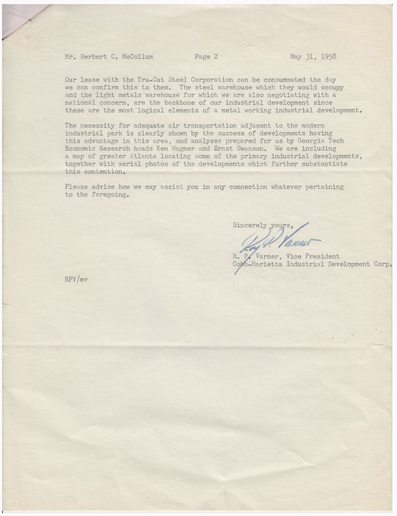 Mr. Herbert C. McCollum Page 2 May 31, 1958
Our lease with the Tru-Cut Steel Corporation can be consummated the day
we can confirm this to them. The steel warehouse which they would occupy
and the light metals warehouse for which we are also negotiating with a
national concern, are the backbone of our industrial development since
these are the most logical elements of a metal working industrial development.
The necessity for adequate air transportation adjacent to the modern
industrial park is clearly shown by the success of developments having
this advantage in this area, and analyses prepared for us by Georgia Tech
Economic Research heads Ken Wagner and Ernst Swanson. We are including
a map of greater Atlanta locating some of the primary industrial developments,
together with aerial photos of the developments which further substantiate
this contention.
Please advise how we may assist you in any connection whatever pertaining
to the foregoing.
Sincerely yours,
Roy P Varner
R. P. Varner, Vice President
Cobb-Marietta Industrial Development Corp.
RPV/mv